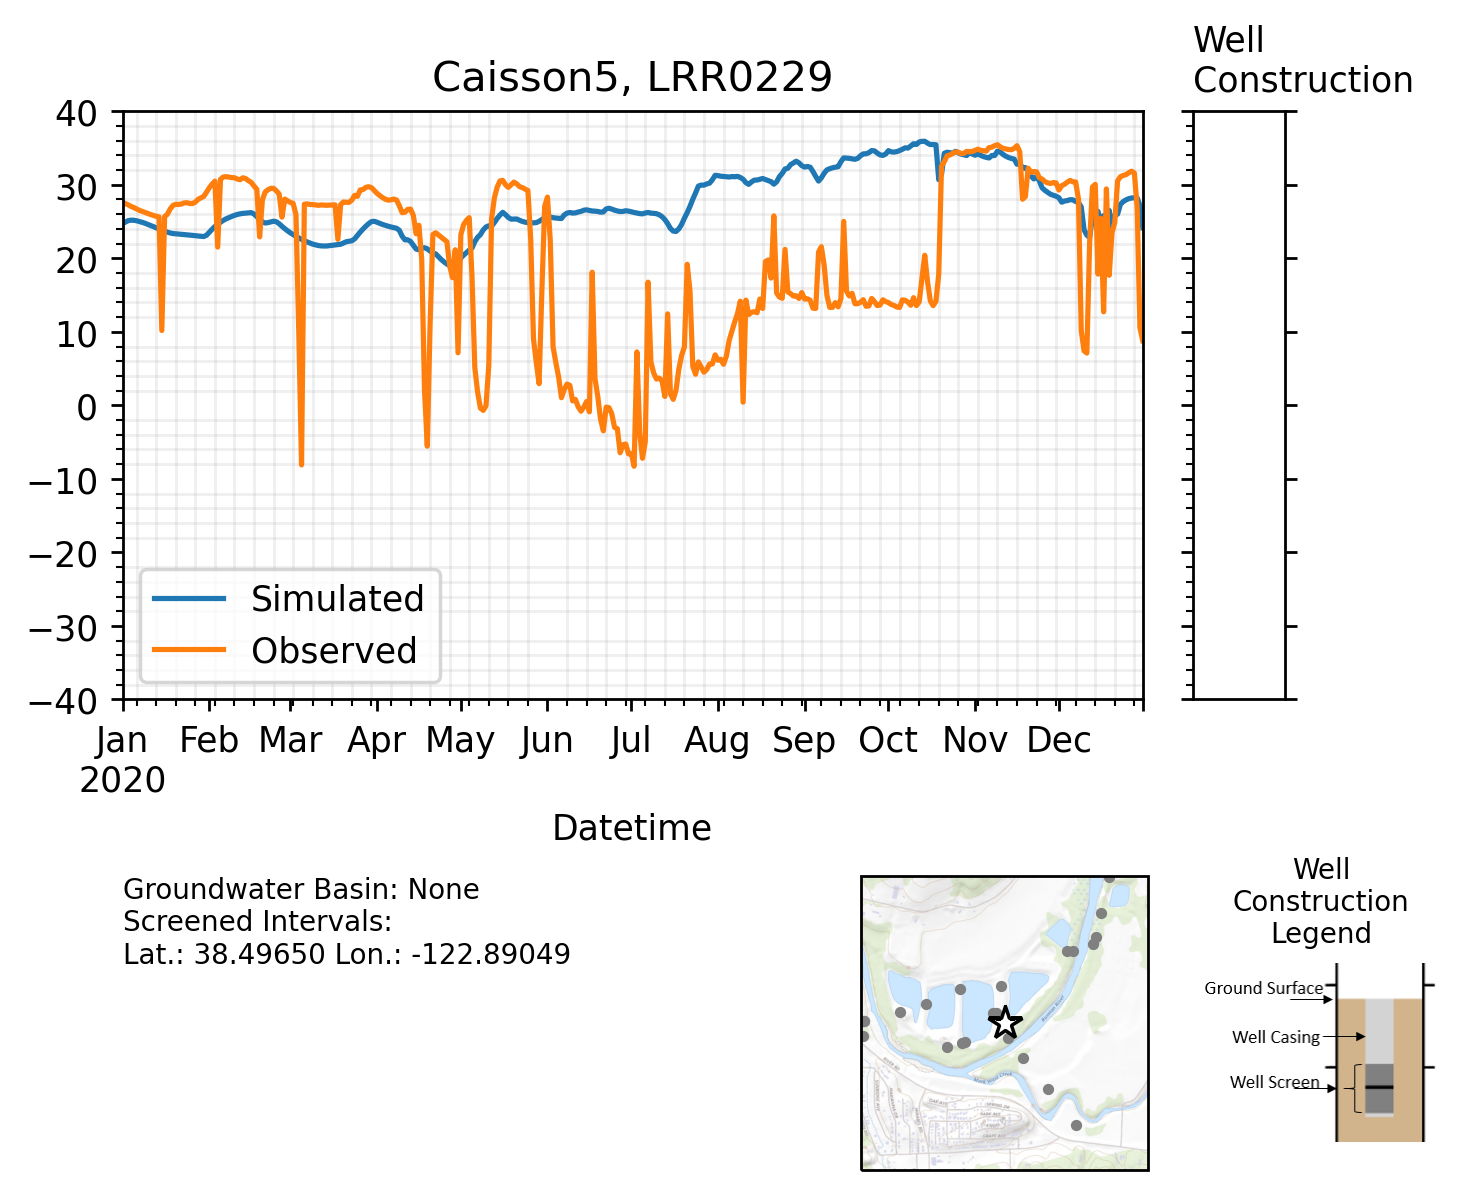 Well
Construction
Caisson5, LRR0229
40
30
20
10
0
−10
−20
−30
−40
Simulated
Observed
Jan Feb Mar Apr May Jun Jul Aug Sep Oct Nov Dec
2020
Datetime
Groundwater Basin: None
Screened Intervals:
Lat.: 38.49650 Lon.: -122.89049
Well
Construction
Legend
Ground Surface
Well Casing
Well Screen